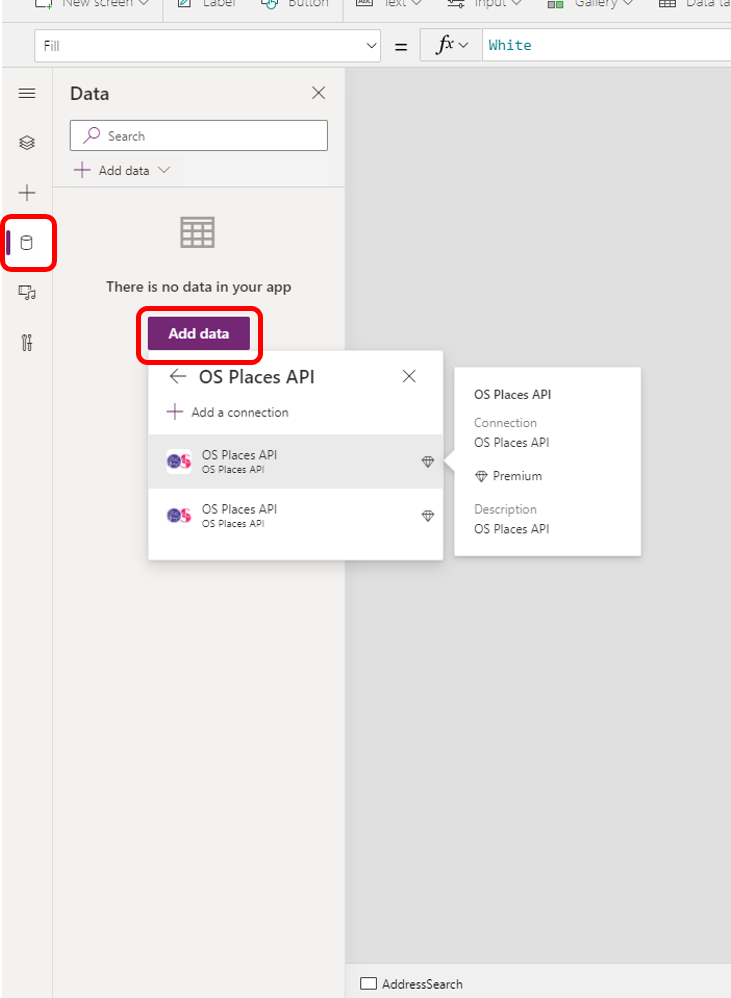 New screen
Label
Button
Text
Input
Gallery
Fill
=
fx
White
Data
Search
Add data
There is no data in your app
Add data
OS Places API
Add a connection
OS Places API
OS Places API
OS Places API
OS Places API
OS Places API
Connection
OS Places API
Premium
Description
OS Places API
AddressSearch